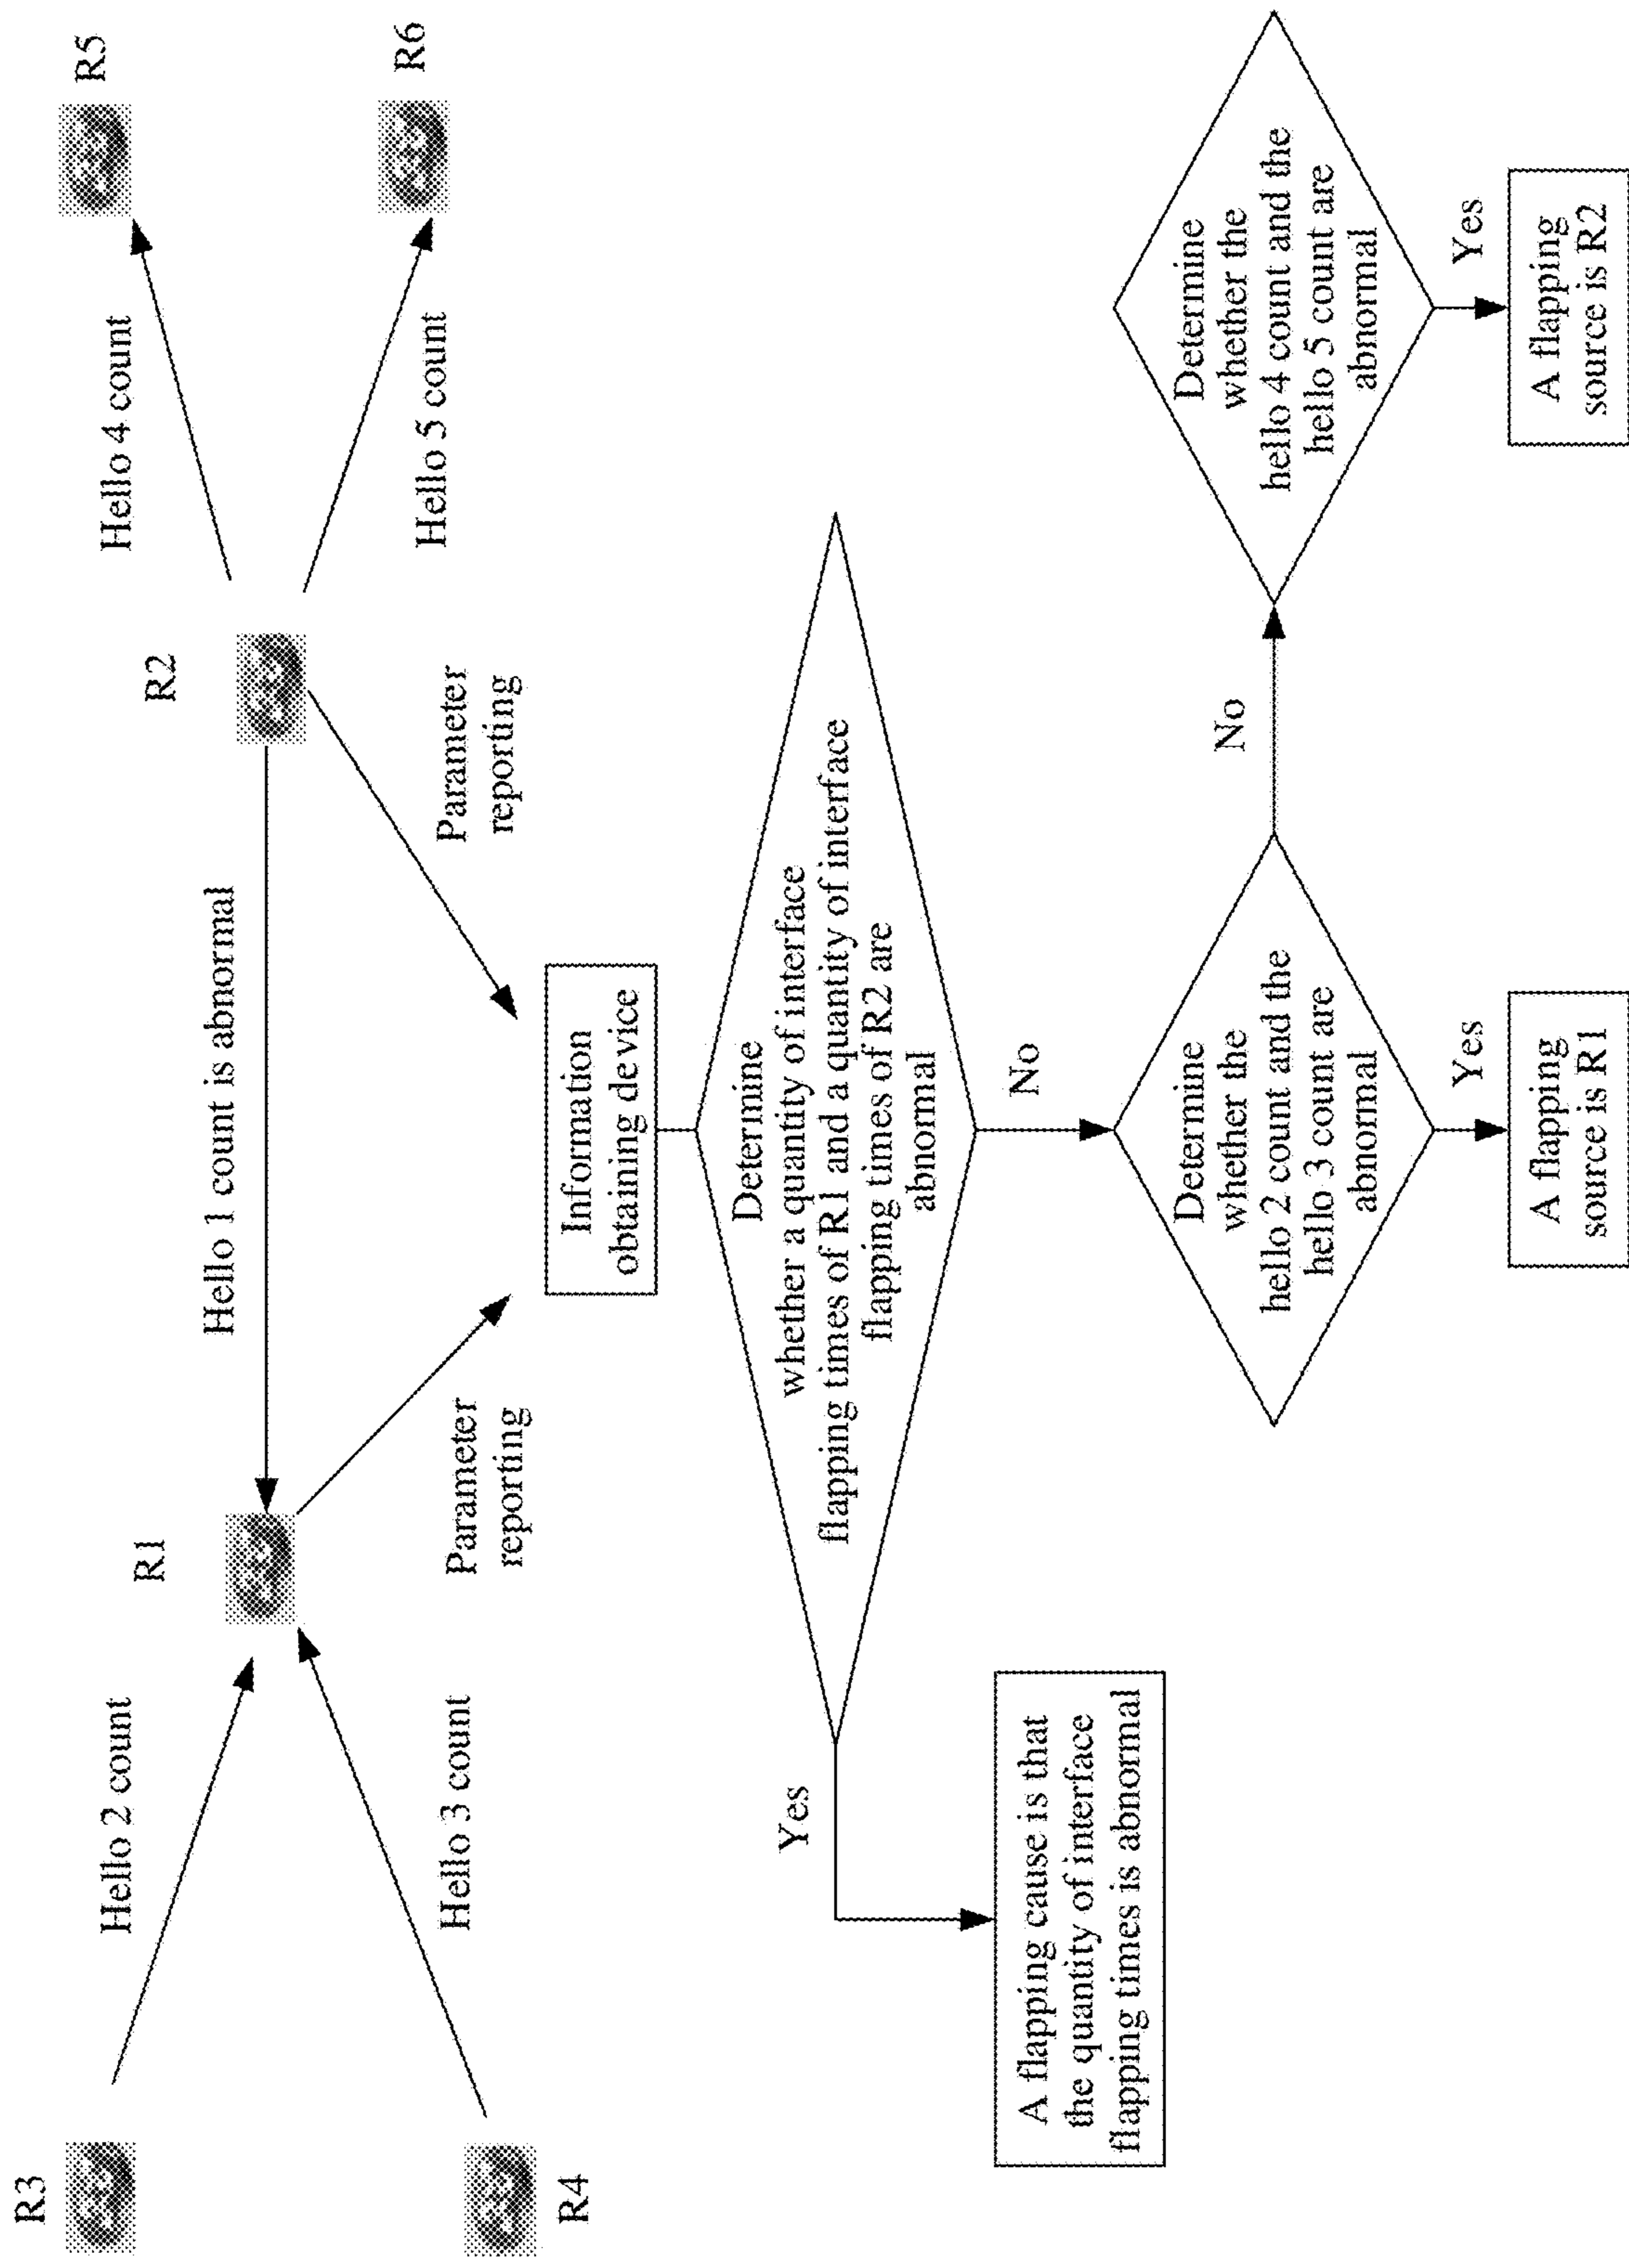 R3
R4
Hello 2 count
Hello 3 count
R1
Hello 1 count is abnormal
R2
Hello 4 count
Hello 5 count
R5
R6
Parameter
reporting
Parameter
reporting
Information
obtaining device
Determine
whether a quantity of interface
flapping times of R1 and a quantity of interface
flapping times of R2 are
abnormal
Yes
A flapping cause is that
the quantity of interface
flapping times is abnormal
No
Determine
whether the
hello 2 count and the
hello 3 count are
abnormal
No
Determine
whether the
hello 4 count and the
hello 5 count are
abnormal
Yes
A flapping
source is R1
Yes
A flapping
source is R2